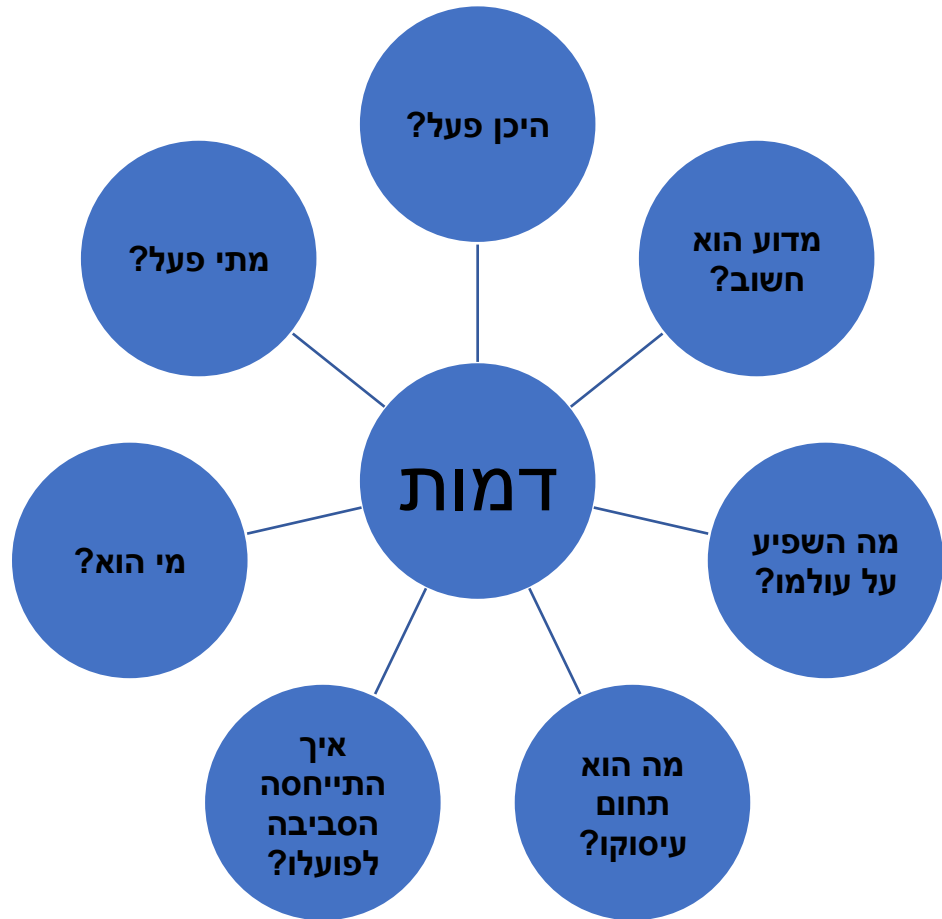 היכן פעל?
מדוע הוא
חשוב?
מה השפיע
על עולמו?
מה הוא
תחום
עיסוקו?
איך
התייחסה
הסביבה
לפועלו?
מי הוא?
מתי פעל?
דמות